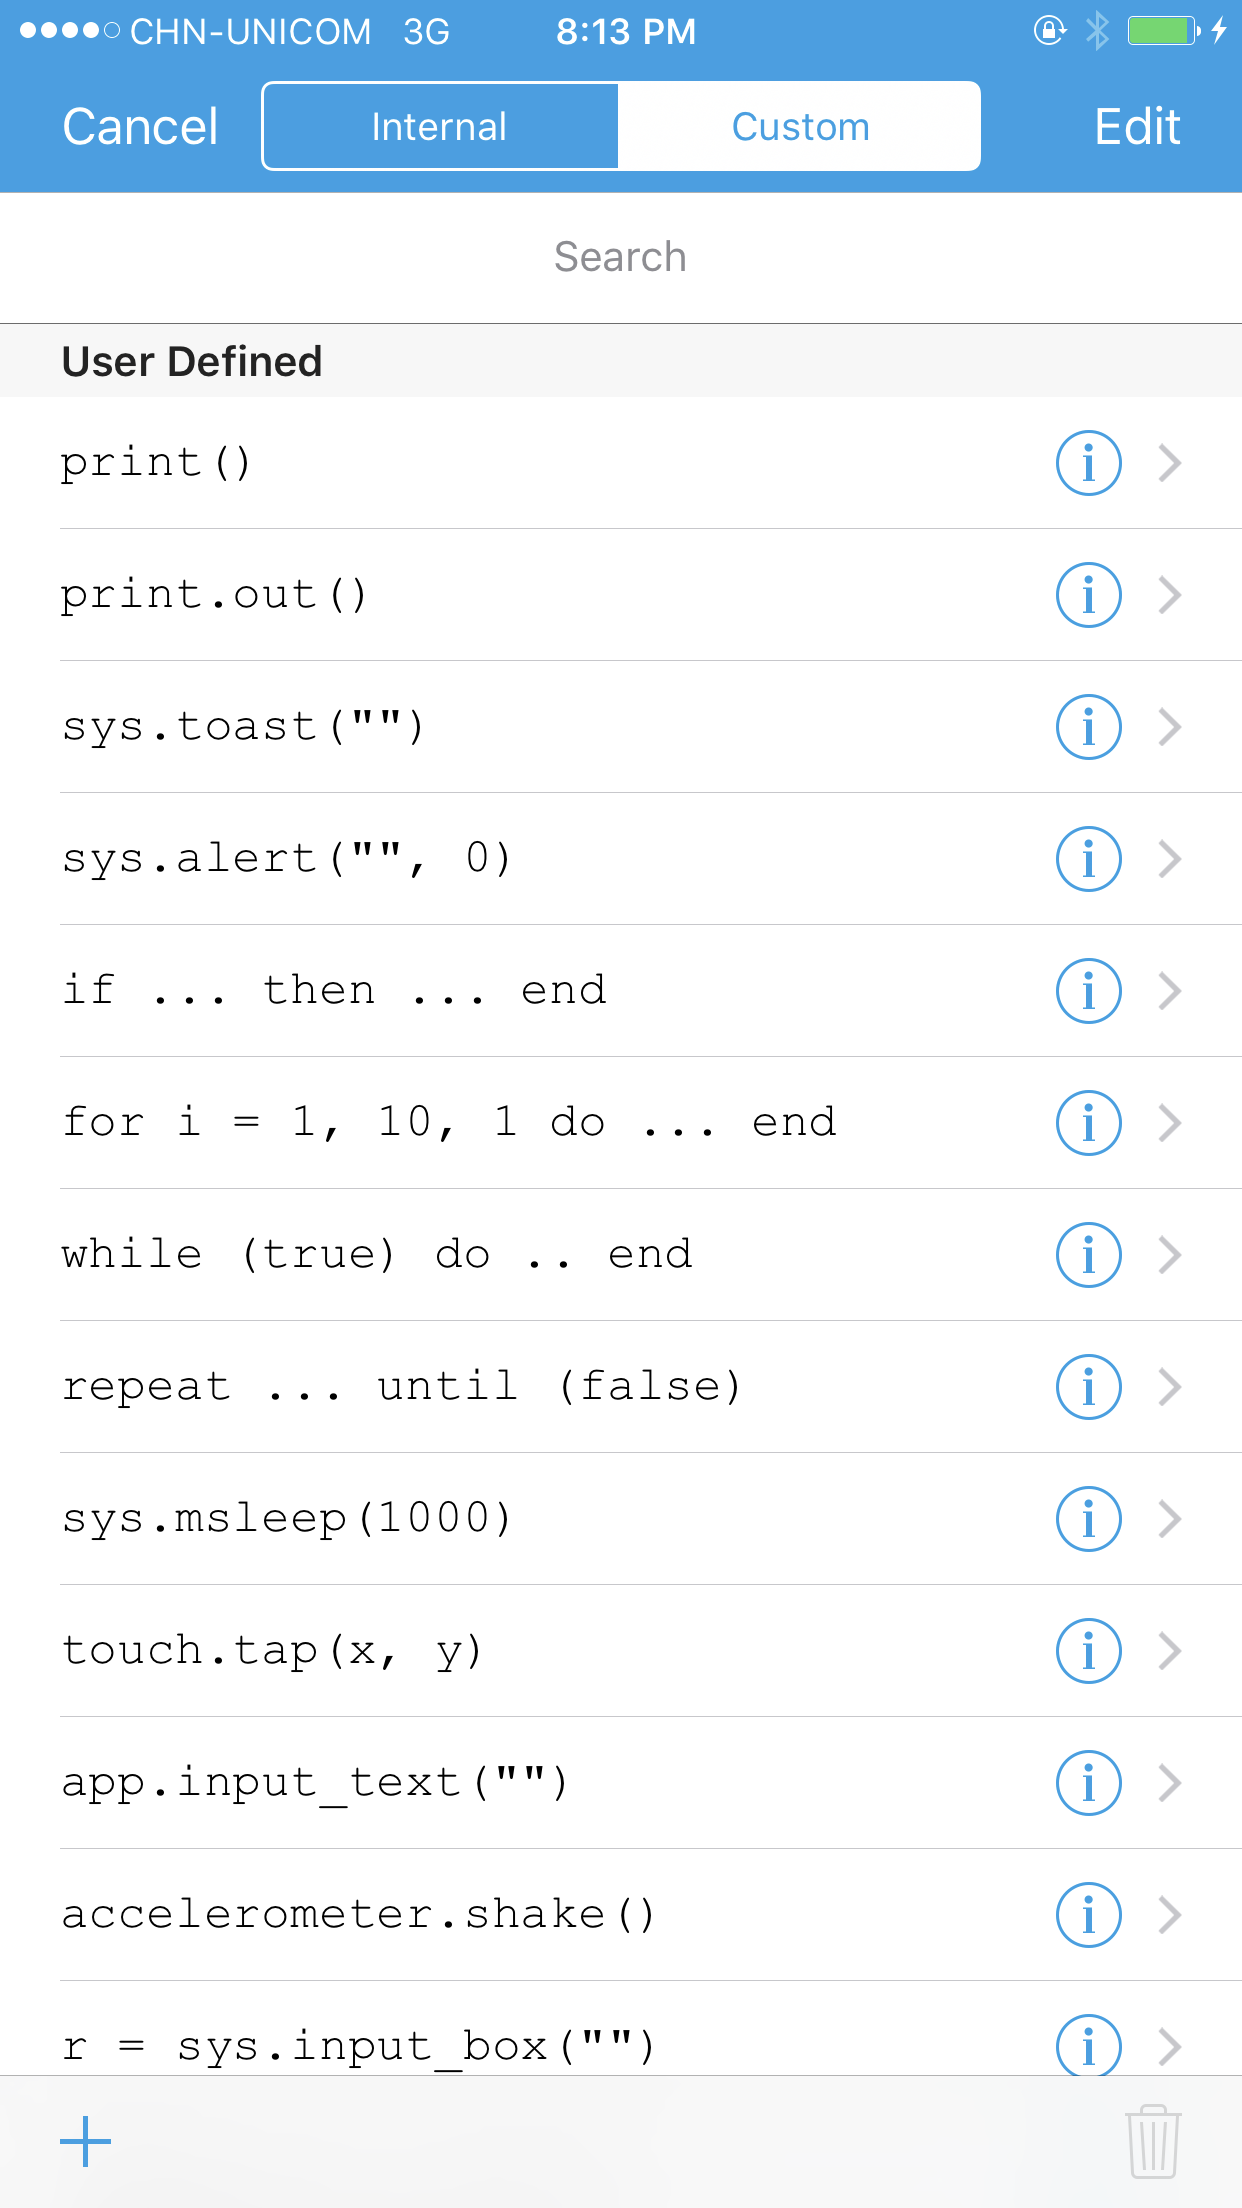 CHN-UNICOM 3G 8:13 PM
Cancel Internal Custom Edit
Search
User Defined
print()
print.out()
sys.toast("")
sys.alert("", 0)
if ... then ... end
for i = 1, 10, 1 do ... end
while (true) do .. end
repeat ... until (false)
sys.msleep(1000)
touch.tap(x, y)
app.input_text("")
accelerometer.shake()
r = sys.input_box("")